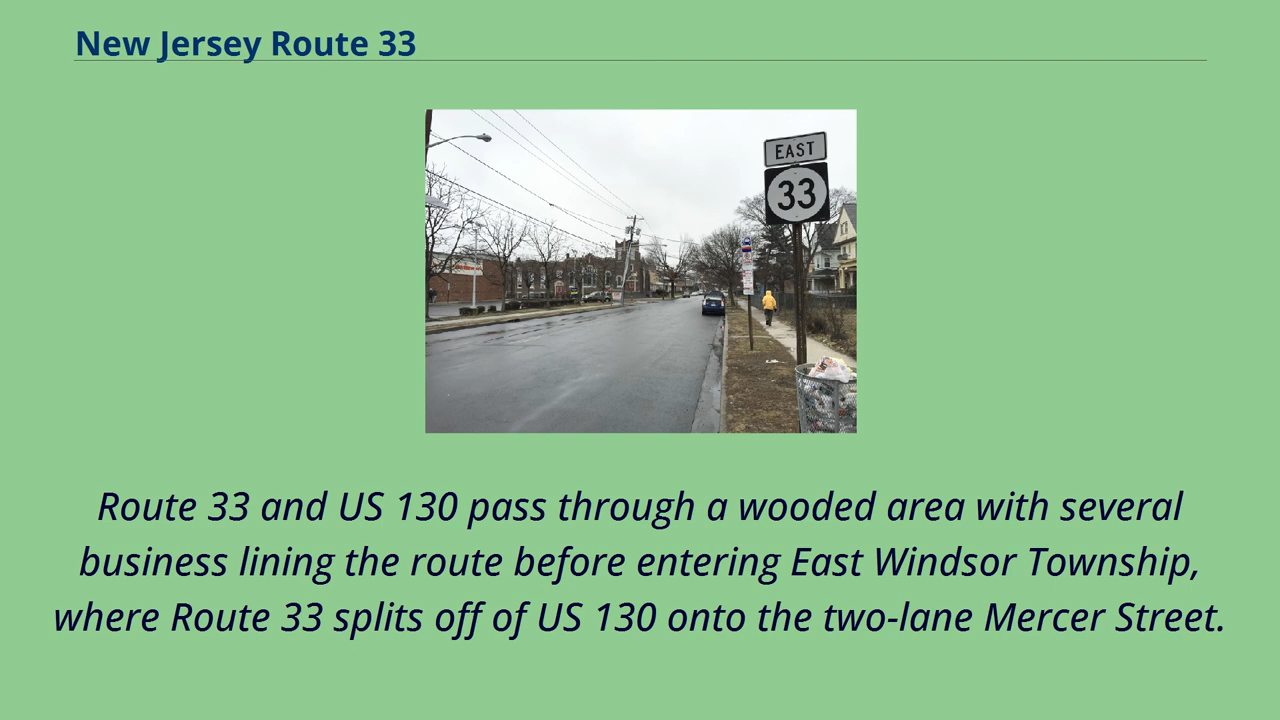 New Jersey Route 33
EAST
33
Route 33 and US 130 pass through a wooded area with several
business lining the route before entering East Windsor Township,
where Route 33 splits off of US 130 onto the two-lane Mercer Street.